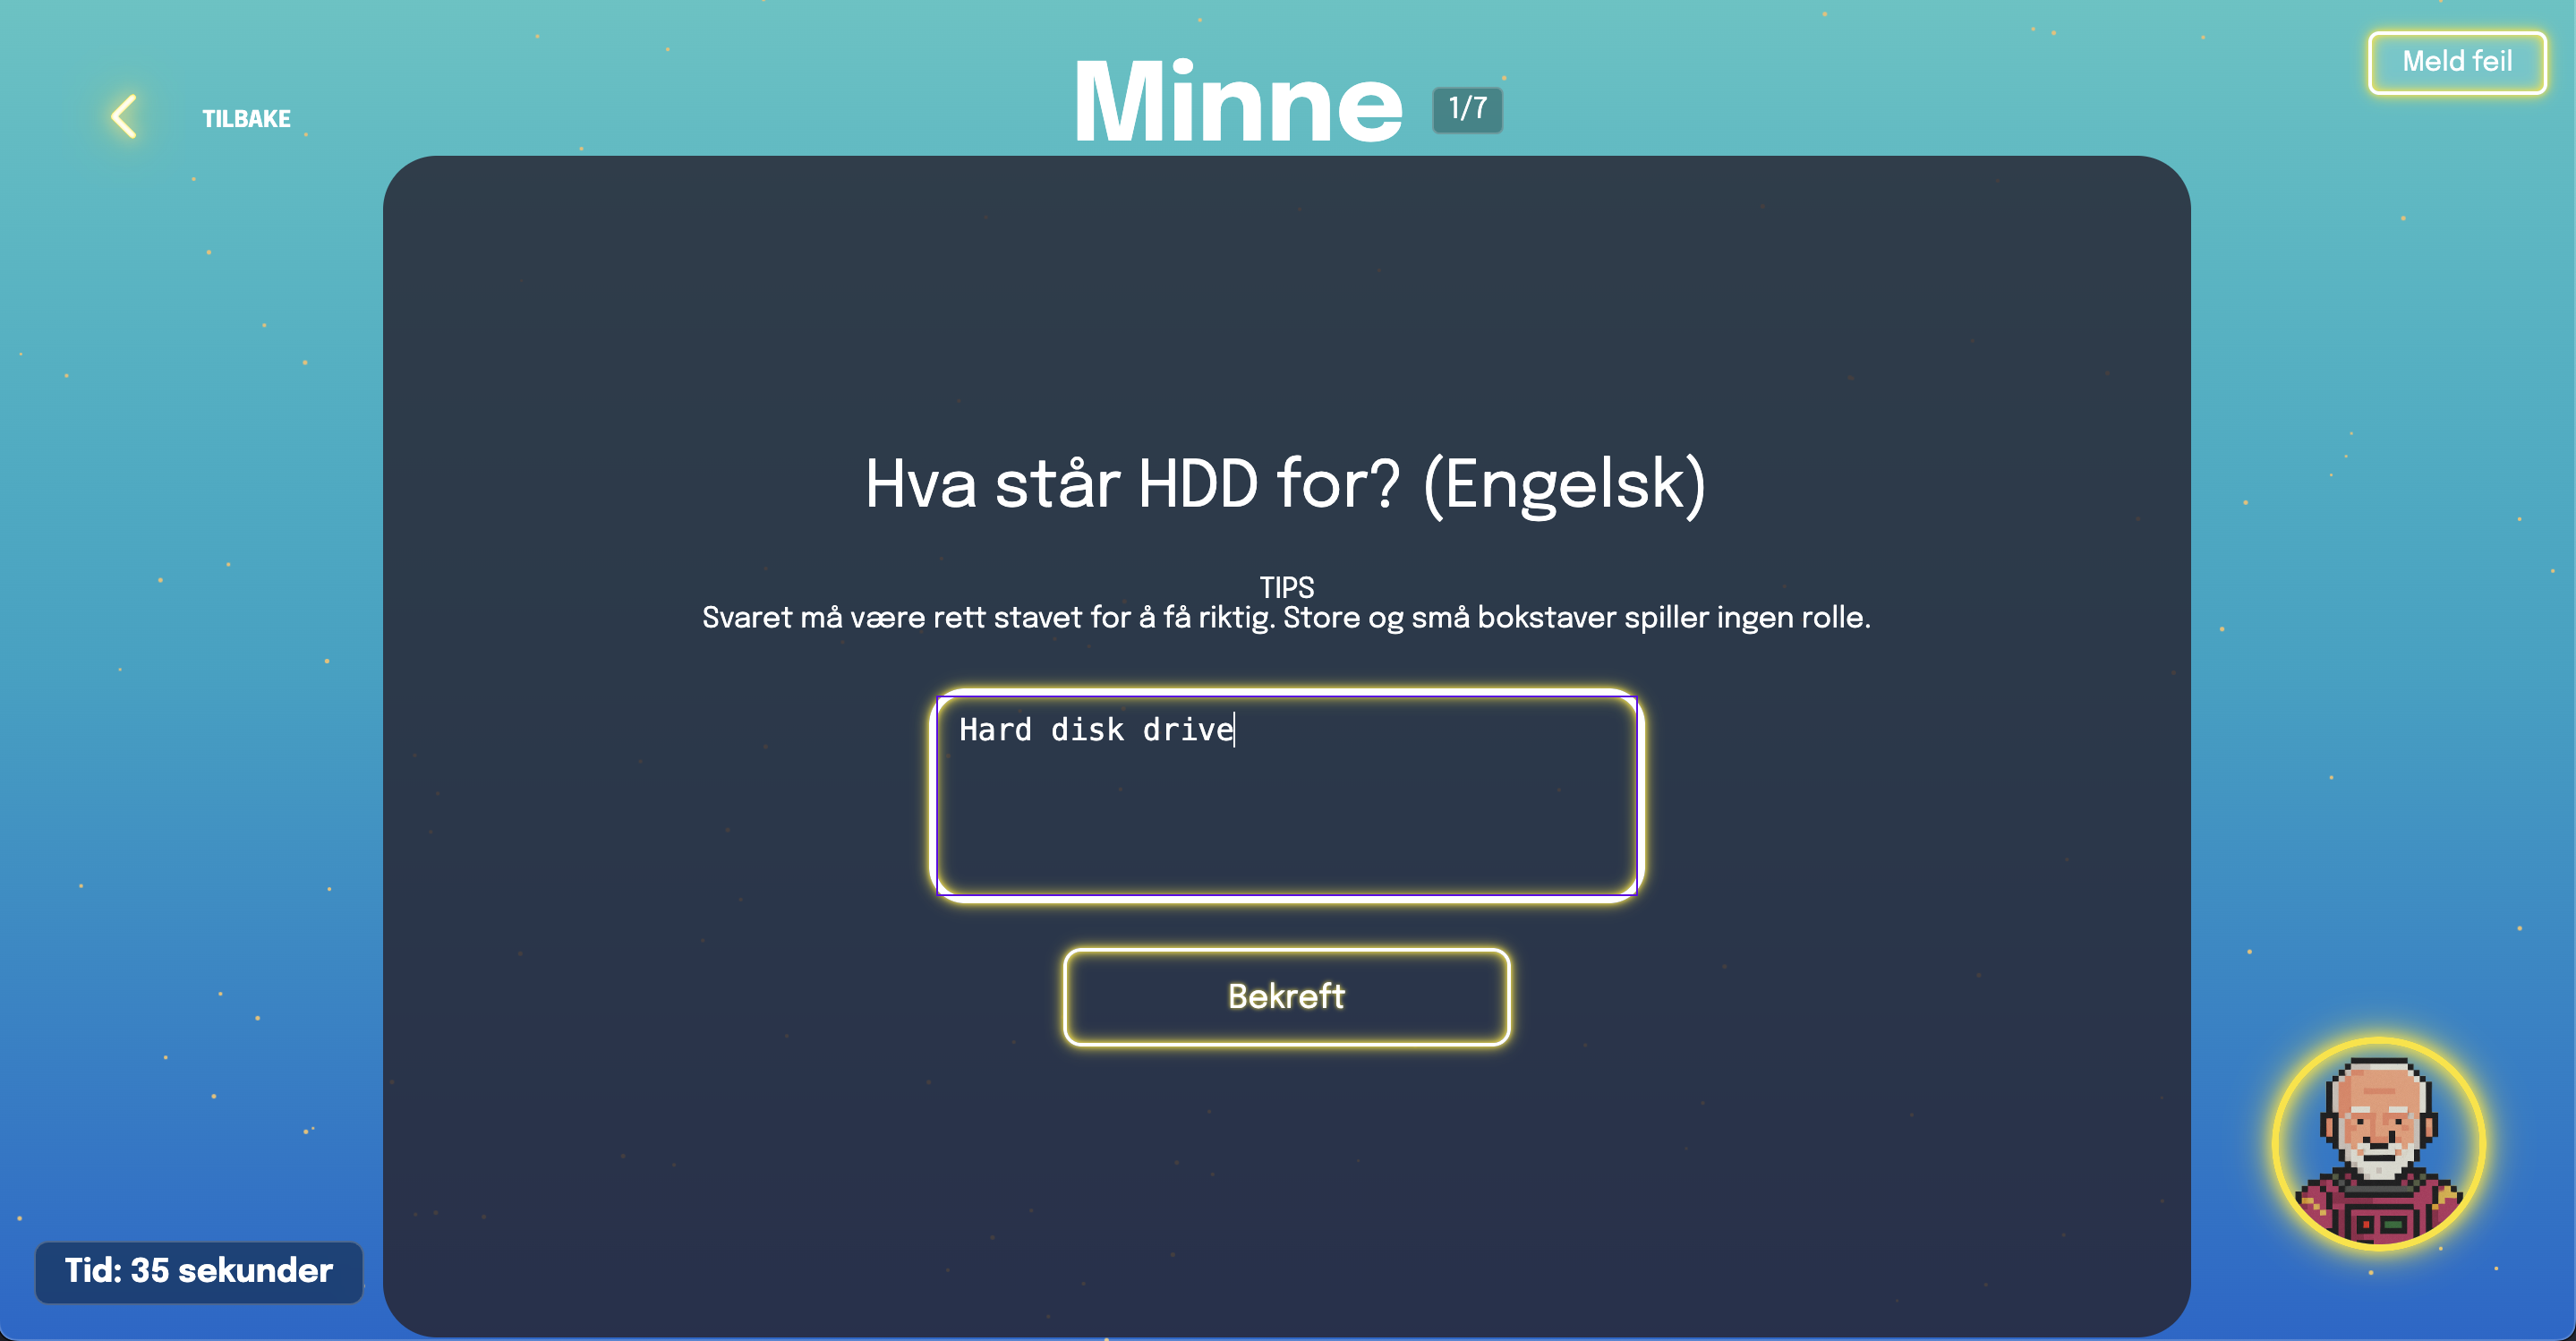 Meld feil
TILBAKE
Minne 1/7
Hva står HDD for? (Engelsk)
TIPS
Svaret må være rett stavet for å få riktig. Store og små bokstaver spiller ingen rolle.
Hard disk drive
Bekreft
Tid: 35 sekunder